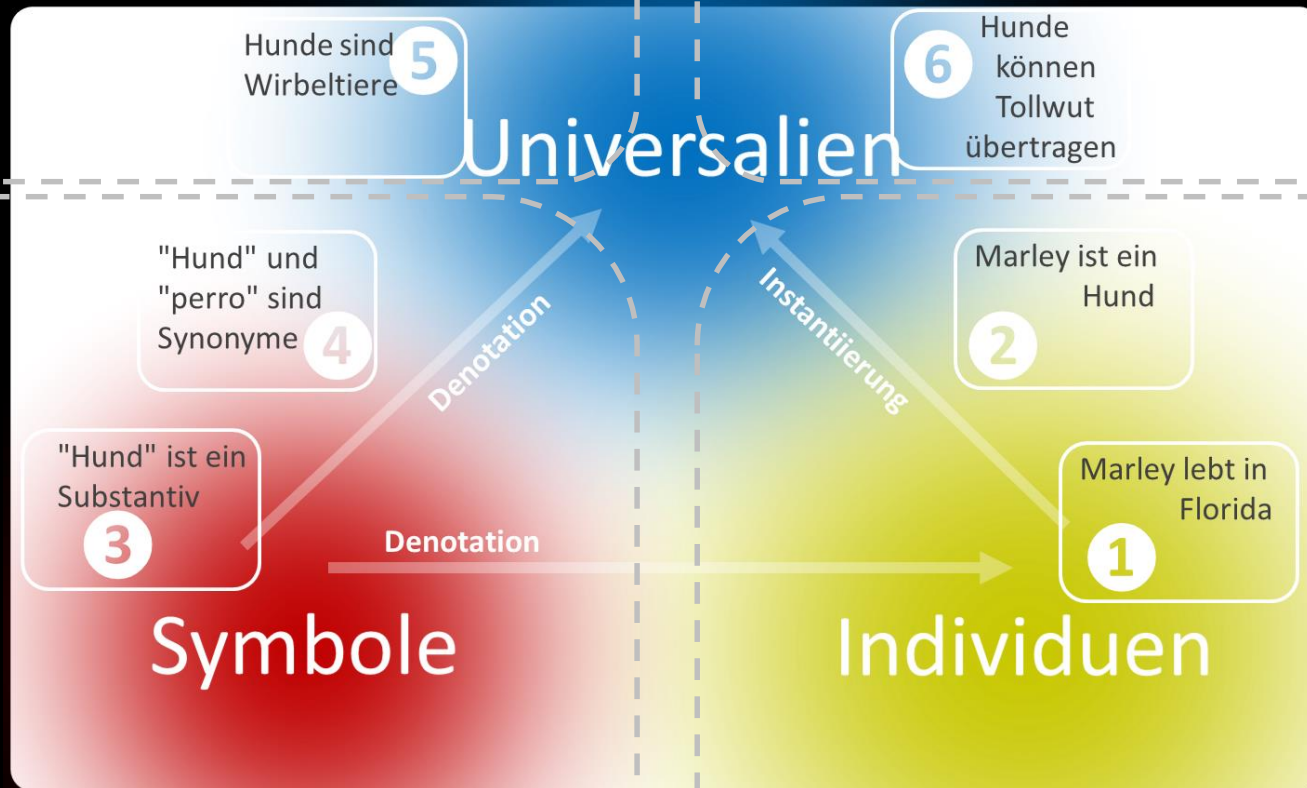 Hunde sind
Wirbeltiere
5
6
Hunde
können
Tollwut
übertragen
Universalien
"Hund" und
"perro" sind
Synonyme
4
Denotation
Instantiierung
Marley ist ein
Hund
2
"Hund" ist ein
Substantiv
3
Denotation
Marley lebt in
Florida
1
Symbole
Individuen